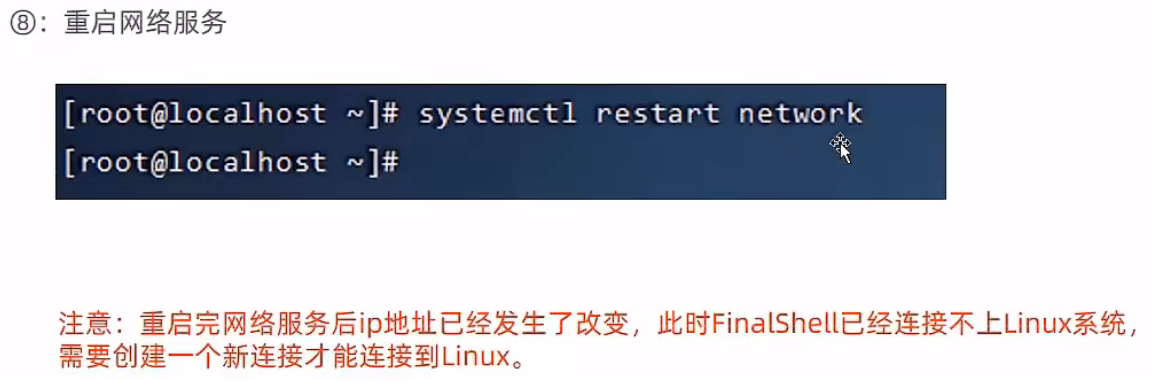 ⑧：重启网络服务
[root@localhost ~]# systemctl restart network
[root@localhost ~]#
注意：重启完网络服务后ip地址已经发生了改变，此时FinalShell已经连接不上Linux系统，
需要创建一个新连接才能连接到Linux。